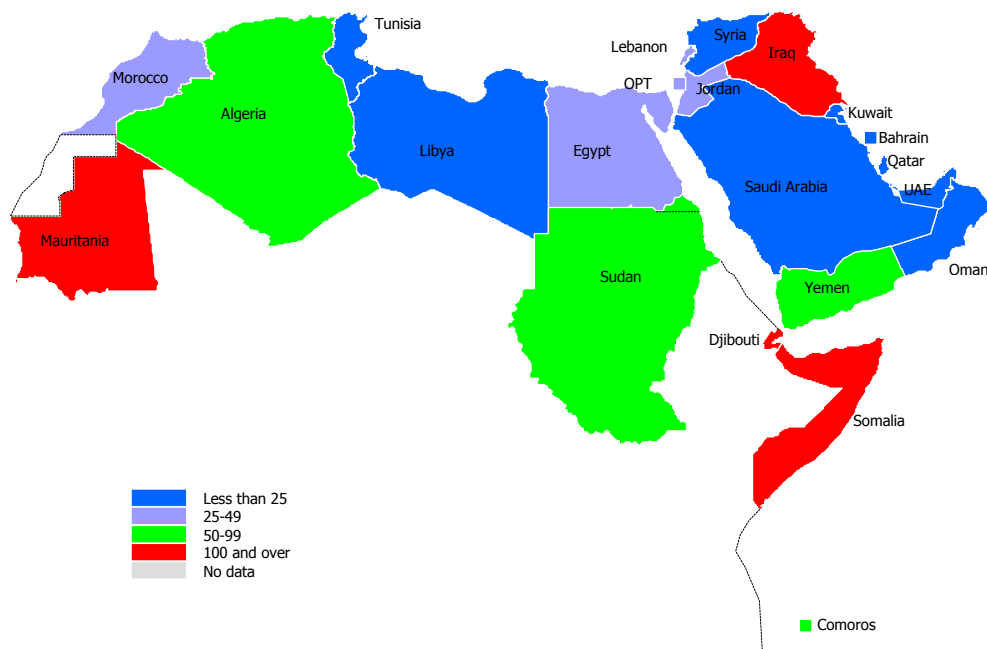 Tunisia
Syria
Lebanon
Iraq
Morocco
OPT
Jordan
Algeria
Kuwait
Bahrain
Libya
Egypt
Qatar
Saudi Arabia
UAE
Mauritania
Sudan
Oman
Yemen
Djibouti
Somalia
Less than 25
25-49
50-99
100 and over
No data
Comoros